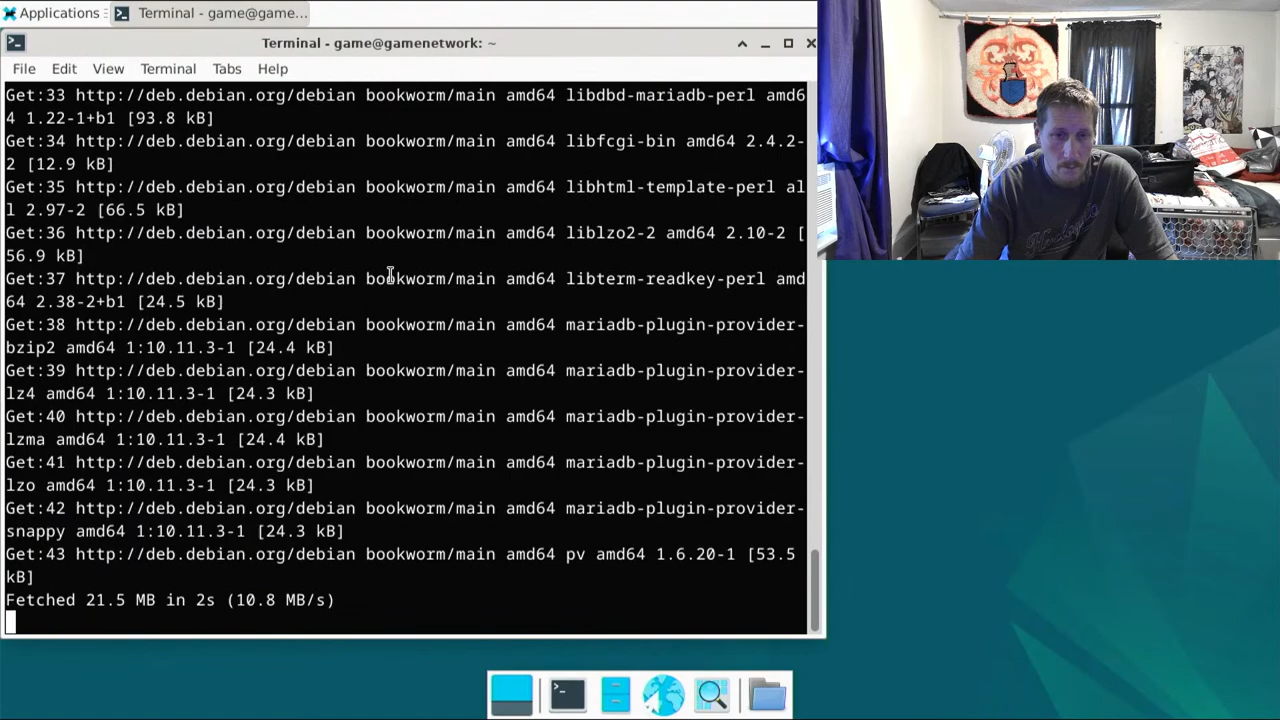 Applications
Terminal - game@game...
Terminal - game@gamenetwork: ~
File Edit View Terminal Tabs Help
Get:33 http://deb.debian.org/debian bookworm/main amd64 libdbd-mariadb-perl amd6
4 1.22-1+b1 [93.8 kB]
Get:34 http://deb.debian.org/debian bookworm/main amd64 libfcgi-bin amd64 2.4.2-
2 [12.9 kB]
Get:35 http://deb.debian.org/debian bookworm/main amd64 libhtml-template-perl al
l 2.97-2 [66.5 kB]
Get:36 http://deb.debian.org/debian bookworm/main amd64 liblzo2-2 amd64 2.10-2 [
56.9 kB]
Get:37 http://deb.debian.org/debian bookworm/main amd64 libterm-readkey-perl amd
64 2.38-2+b1 [24.5 kB]
Get:38 http://deb.debian.org/debian bookworm/main amd64 mariadb-plugin-provider-
bzip2 amd64 1:10.11.3-1 [24.4 kB]
Get:39 http://deb.debian.org/debian bookworm/main amd64 mariadb-plugin-provider-
lz4 amd64 1:10.11.3-1 [24.3 kB]
Get:40 http://deb.debian.org/debian bookworm/main amd64 mariadb-plugin-provider-
lzma amd64 1:10.11.3-1 [24.4 kB]
Get:41 http://deb.debian.org/debian bookworm/main amd64 mariadb-plugin-provider-
lzo amd64 1:10.11.3-1 [24.3 kB]
Get:42 http://deb.debian.org/debian bookworm/main amd64 mariadb-plugin-provider-
snappy amd64 1:10.11.3-1 [24.3 kB]
Get:43 http://deb.debian.org/debian bookworm/main amd64 pv amd64 1.6.20-1 [53.5
kB]
Fetched 21.5 MB in 2s (10.8 MB/s)